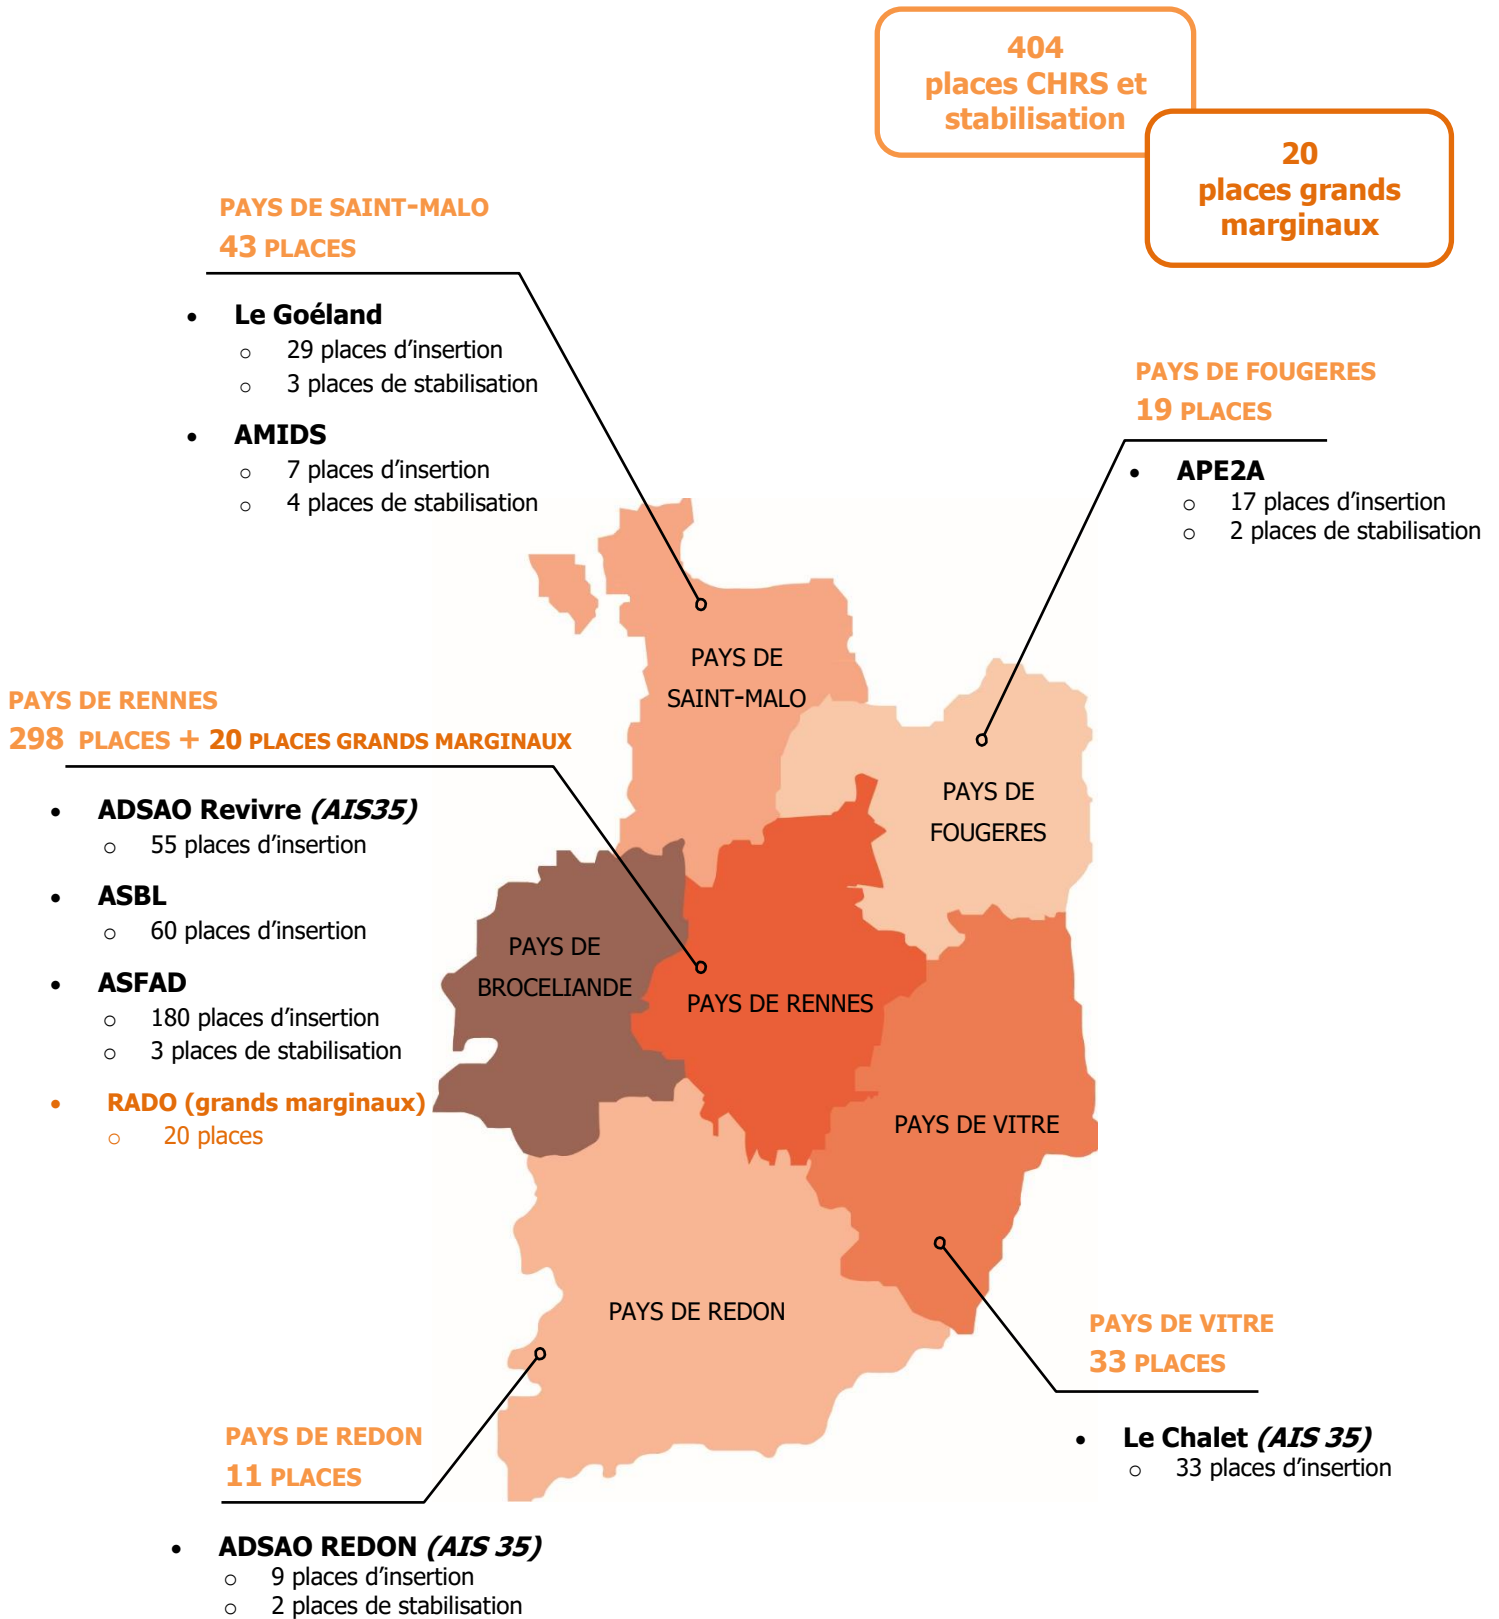 404
places CHRS et
stabilisation
20
places grands
marginaux
PAYS DE SAINT-MALO
43 PLACES
• Le Goéland
o 29 places d’insertion
o 3 places de stabilisation
• AMIDS
o 7 places d’insertion
o 4 places de stabilisation
PAYS DE FOUGERES
19 PLACES
• APE2A
o 17 places d’insertion
o 2 places de stabilisation
PAYS DE RENNES
298 PLACES + 20 PLACES GRANDS MARGINAUX
• ADSAO Revivre (AIS35)
o 55 places d’insertion
• ASBL
o 60 places d’insertion
• ASFAD
o 180 places d’insertion
o 3 places de stabilisation
• RADO (grands marginaux)
o 20 places
PAYS DE
SAINT-MALO
PAYS DE
FOUGERES
PAYS DE
BROCELIANDE
PAYS DE RENNES
PAYS DE VITRE
PAYS DE REDON
PAYS DE VITRE
33 PLACES
• Le Chalet (AIS 35)
o 33 places d’insertion
PAYS DE REDON
11 PLACES
• ADSAO REDON (AIS 35)
o 9 places d’insertion
o 2 places de stabilisation